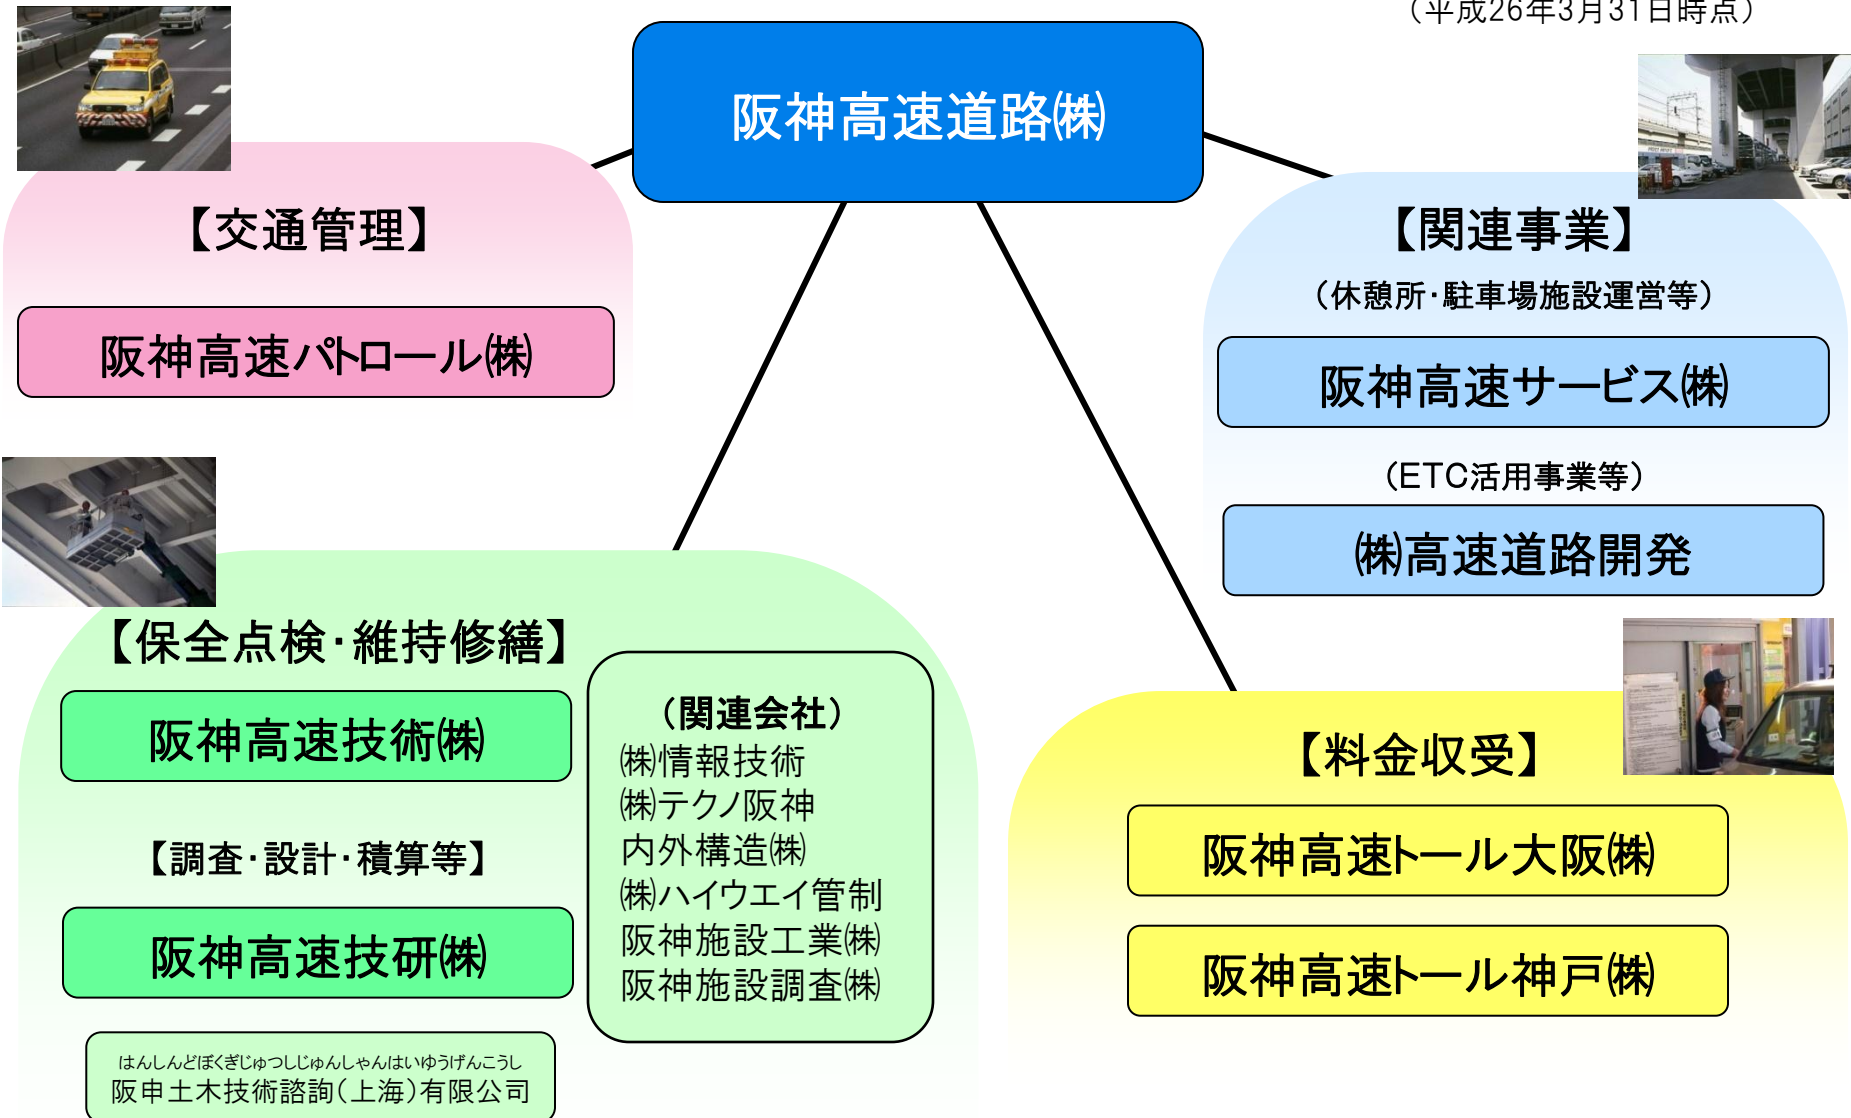 （平成26年3月31日時点）
阪神高速道路㈱
【交通管理】
阪神高速パトロール㈱
【関連事業】
（休憩所・駐車場施設運営等）
阪神高速サービス㈱
（ETC活用事業等）
㈱高速道路開発
【保全点検・維持修繕】
阪神高速技術㈱
【調査・設計・積算等】
阪神高速技研㈱
はんしんどぼくぎじゅつしじゅんしゃんはいゆうげんこうし
阪申土木技術諮詢（上海）有限公司
（関連会社）
㈱情報技術
㈱テクノ阪神
内外構造㈱
㈱ハイウエイ管制
阪神施設工業㈱
阪神施設調査㈱
【料金収受】
阪神高速トール大阪㈱
阪神高速トール神戸㈱